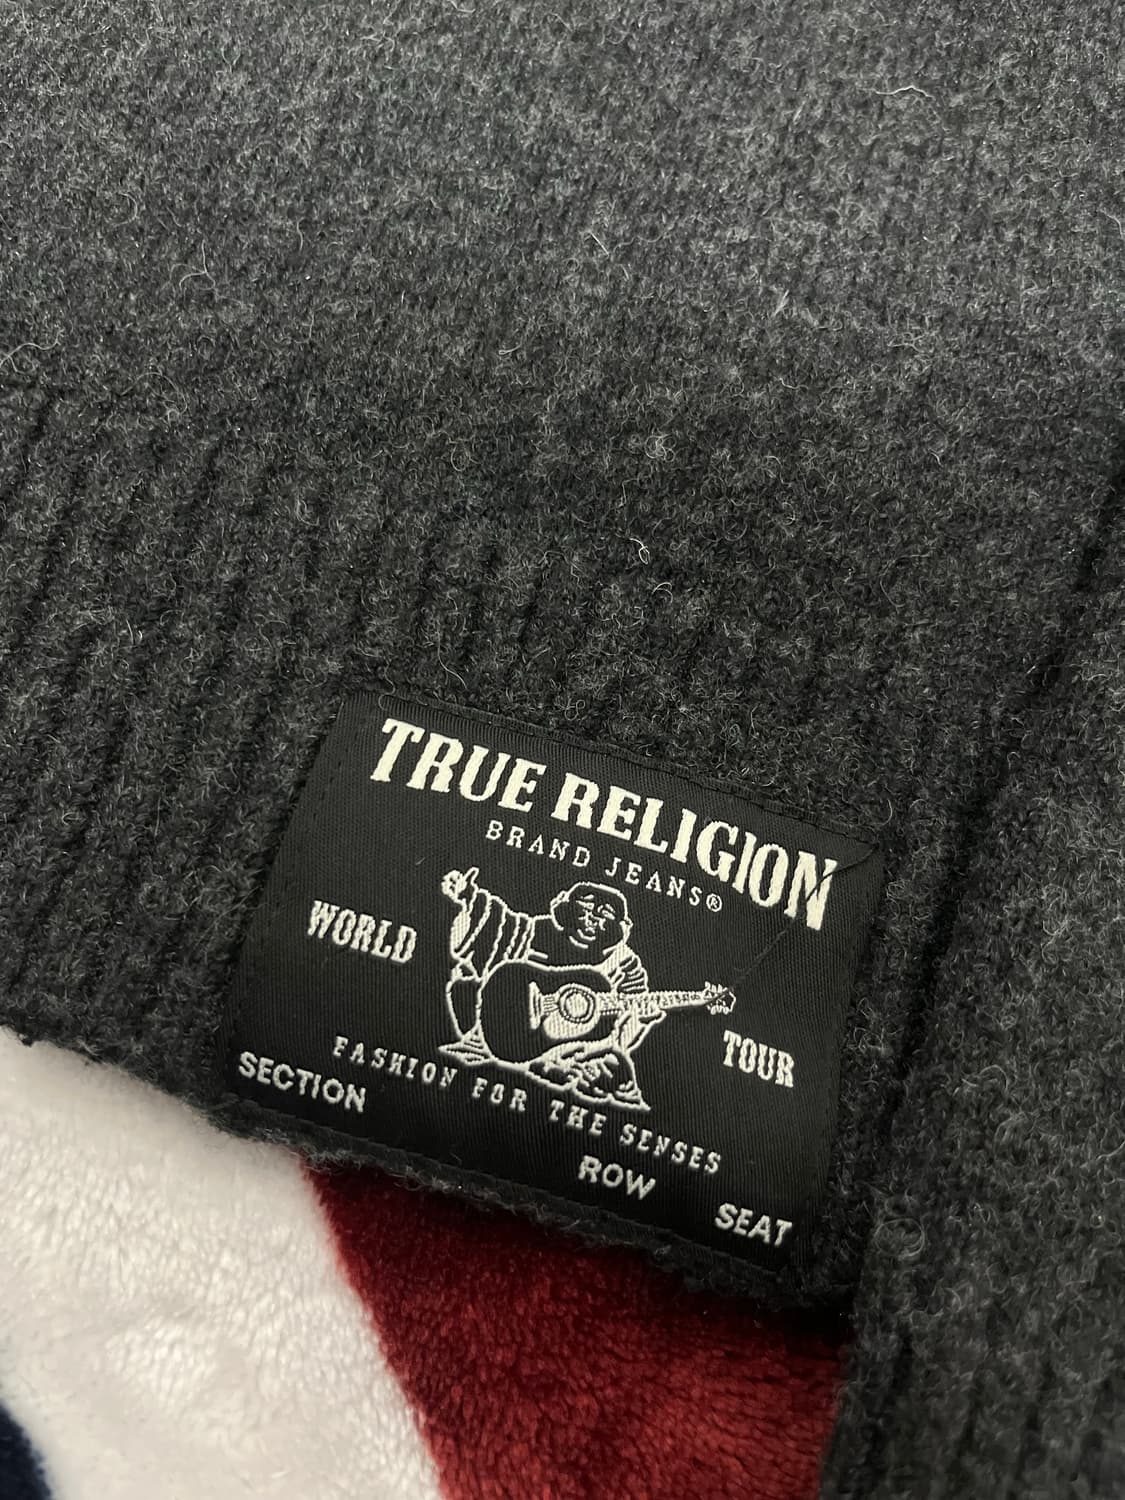 TRUE RELIGION
BRAND JEANS®
WORLD
TOUR
FASHION FOR THE SENSES
SECTION
ROW
SEAT